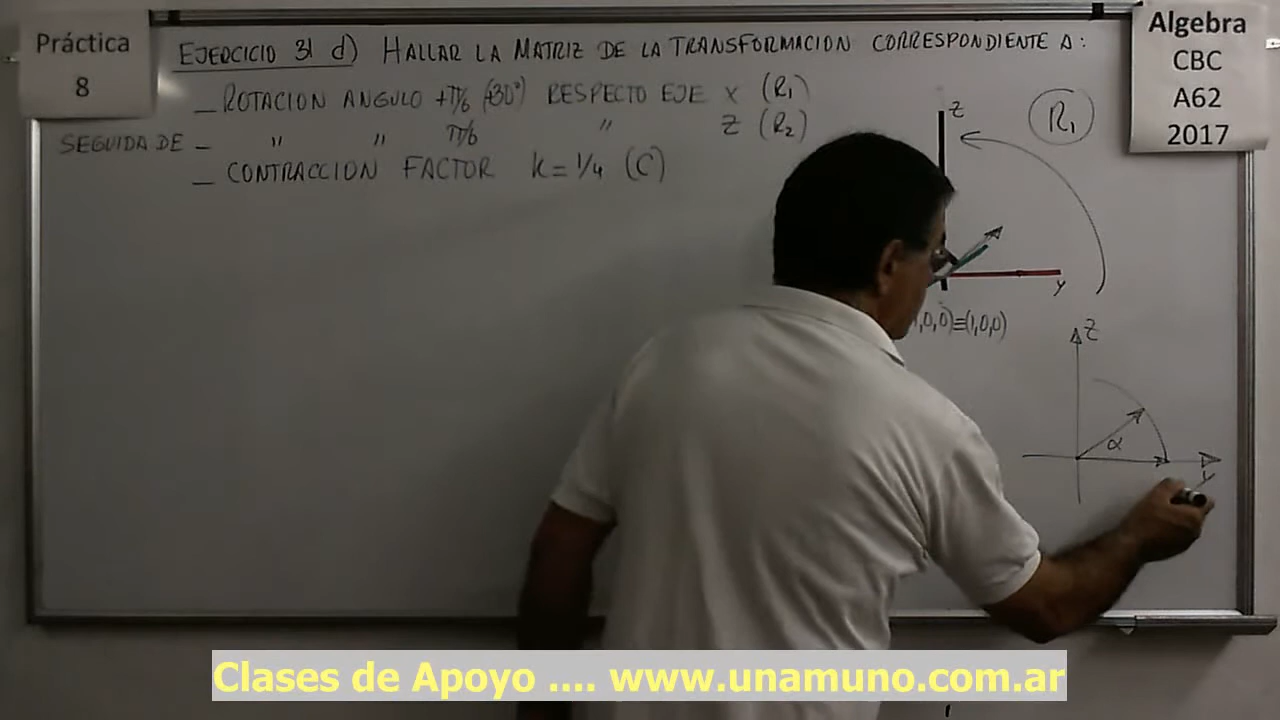 Práctica
8
EJERCICIO 31 d) HALLAR LA MATRIZ DE LA TRANSFORMACION CORRESPONDIENTE A:
Algebra
CBC
A62
2017
_ ROTACION ANGULO +π/6 (+30°) RESPECTO EJE X (R1)
SEGUIDA DE _ " " π/6 " Z (R2)
_ CONTRACCION FACTOR K = 1/4 (C)
Z
R1
y
1,0,0)≡(1,0,0)
Z
α
y
Clases de Apoyo .... www.unamuno.com.ar